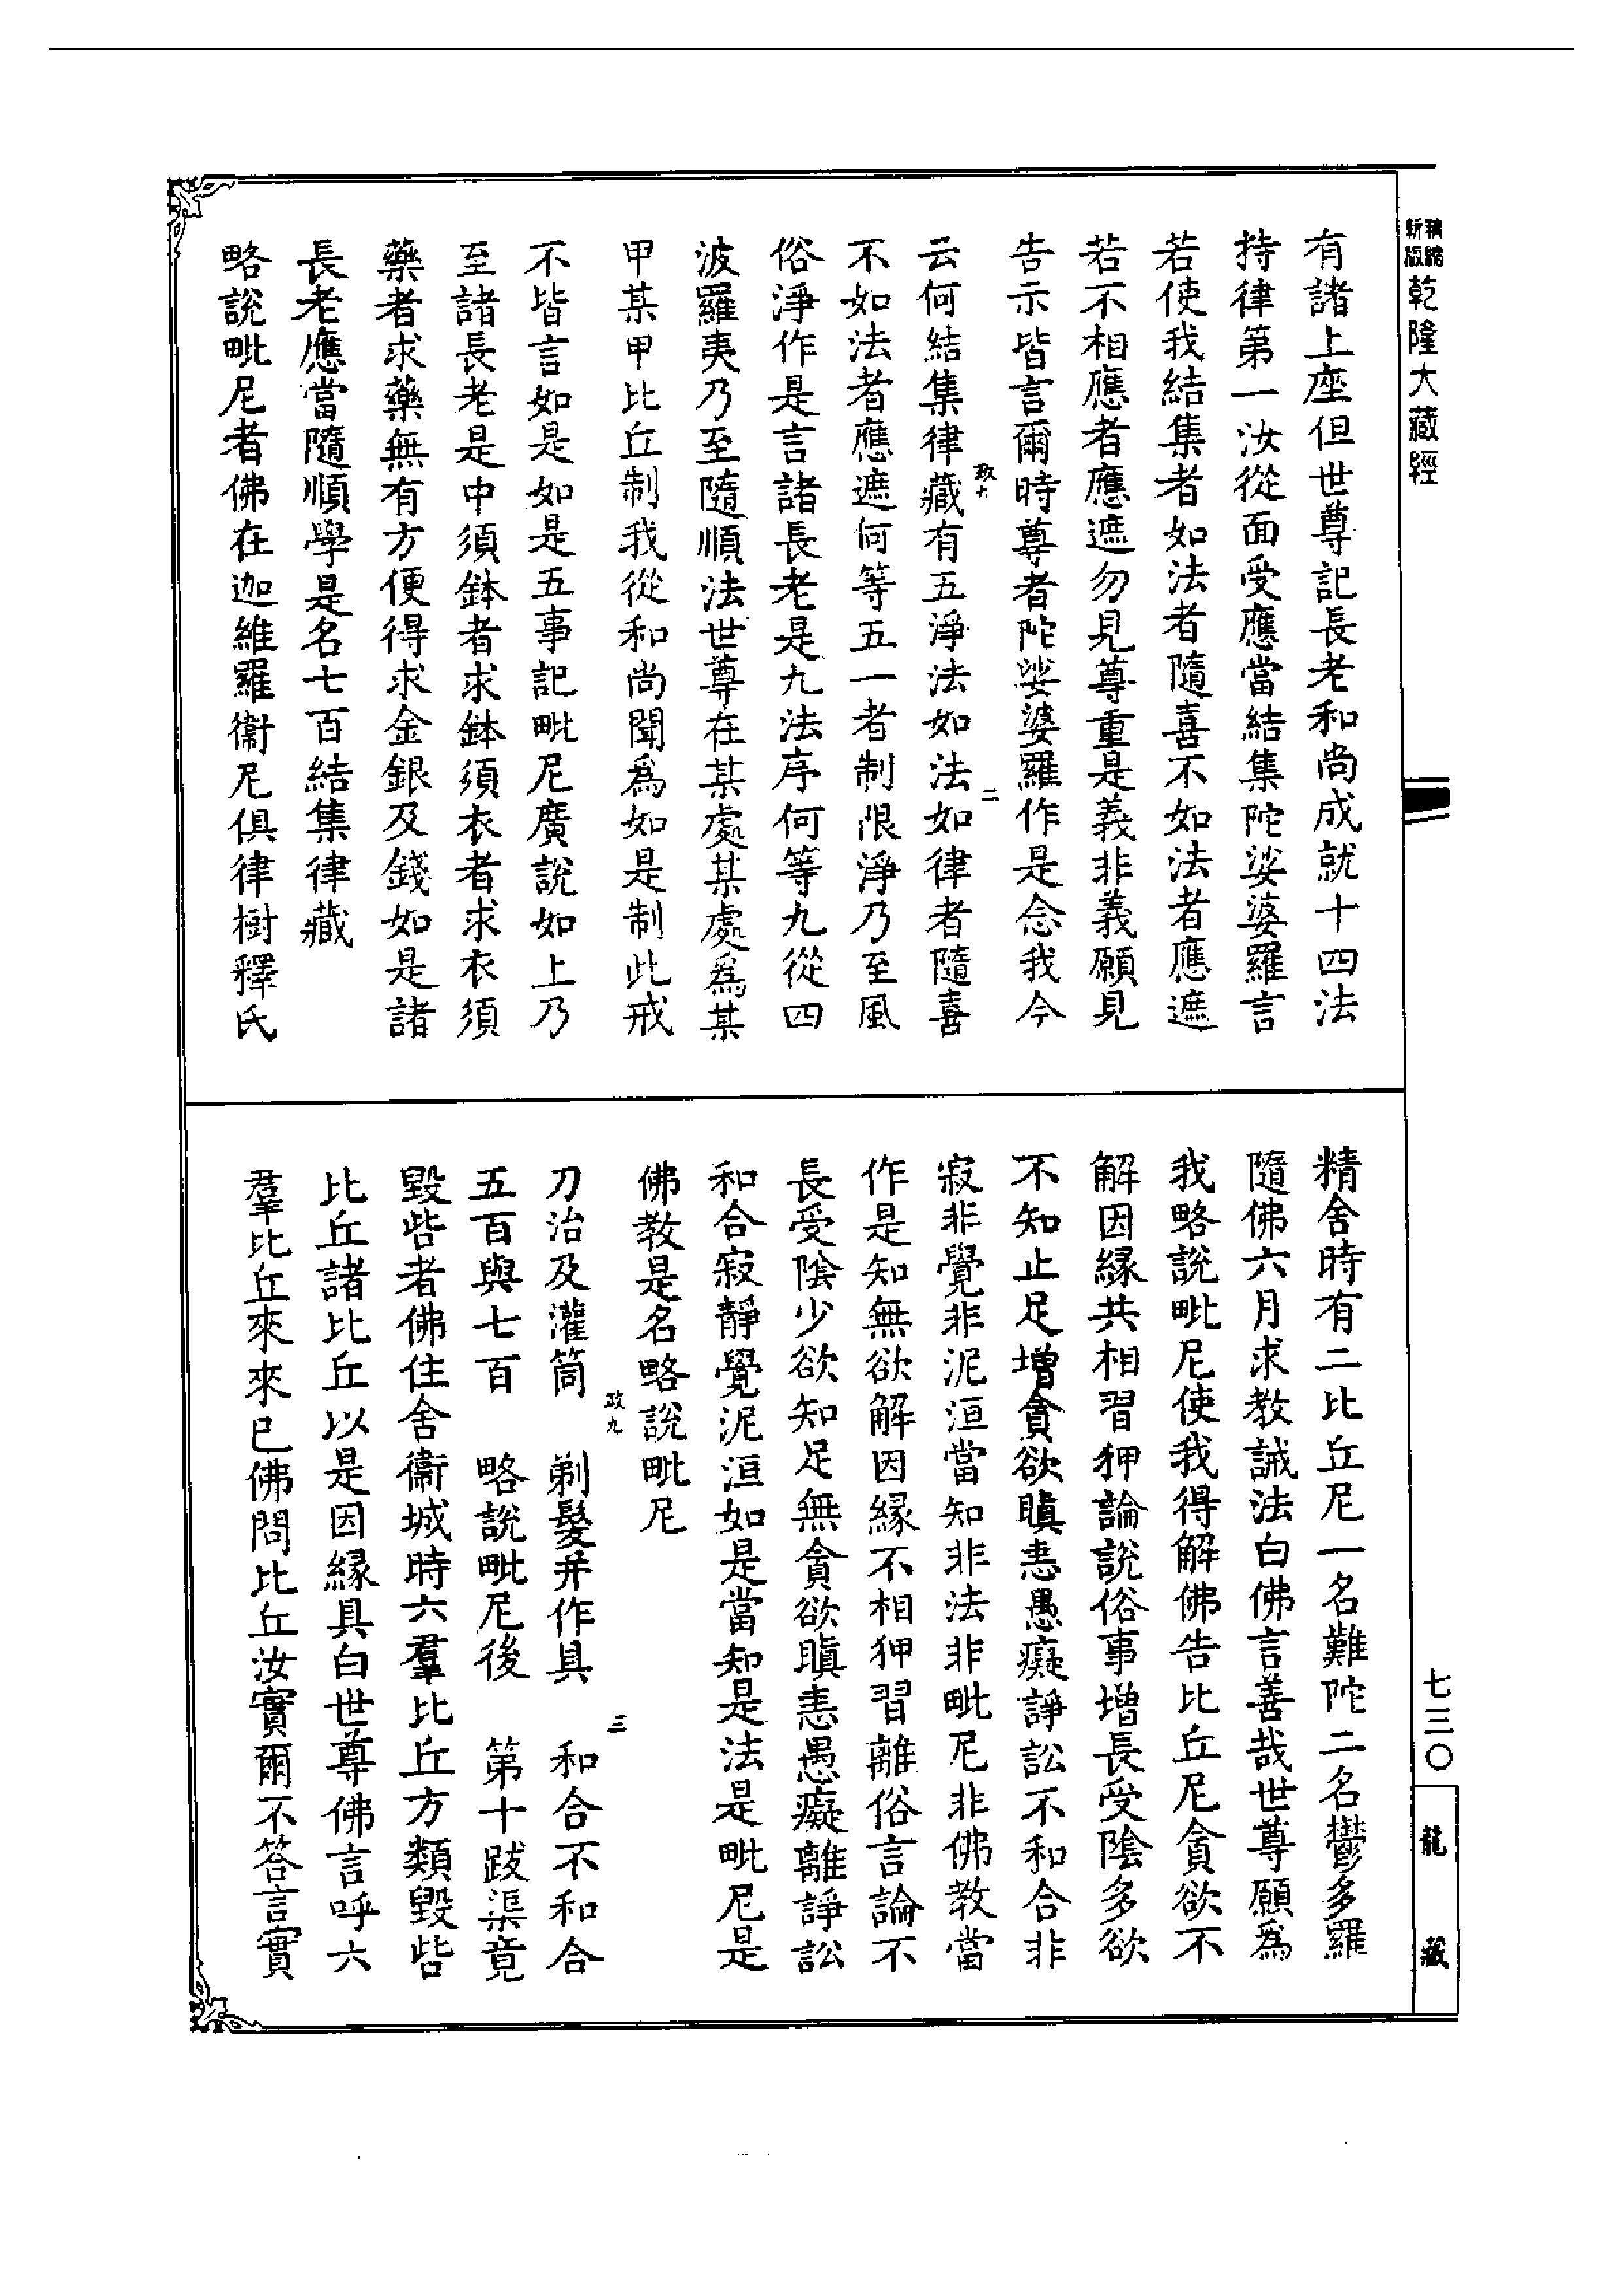 新版精縮乾隆大藏經
有諸上座但世尊記長老和尚成就十四法
持律第一汝從面受應當結集陀娑婆羅言
若使我結集者如法者隨喜不如法者應遮
若不相應者應遮勿見尊重是義非義願見
告示皆言爾時尊者陀娑婆羅作是念我今
云何結集律藏有五淨法如法如律者隨喜
政九
二
不如法者應遮何等五一者制限淨乃至風
俗淨作是言諸長老是九法序何等九從四
波羅夷乃至隨順法世尊在某處某處為某
甲某甲比丘制我從和尚聞為如是制此戒
不皆言如是如是五事記毗尼廣說如上乃
至諸長老是中須鉢者求鉢須衣者求衣須
藥者求藥無有方便得求金銀及錢如是諸
長老應當隨順學是名七百結集律藏
略說毗尼者佛在迦維羅衞尼俱律樹釋氏
精舍時有二比丘尼一名難陀二名鬱多羅
隨佛六月求教誡法白佛言善哉世尊願為
我略說毗尼使我得解佛告比丘尼貪欲不
解因緣共相習狎論說俗事增長受陰多欲
不知止足增貪欲瞋恚愚癡諍訟不和合非
寂非覺非泥洹當知非法非毗尼非佛教當
作是知無欲解因緣不相狎習離俗言論不
長受陰少欲知足無貪欲瞋恚愚癡離諍訟
和合寂靜覺泥洹如是當知是法是毗尼是
佛教是名略說毗尼
政九
三
刀治及灌筒 剃髮并作具 和合不和合
五百與七百 略說毗尼後 第十跋渠竟
毀呰者佛住舍衞城時六羣比丘方類毀呰
比丘諸比丘以是因緣具白世尊佛言呼六
羣比丘來來已佛問比丘汝實爾不答言實
七三〇
龍藏